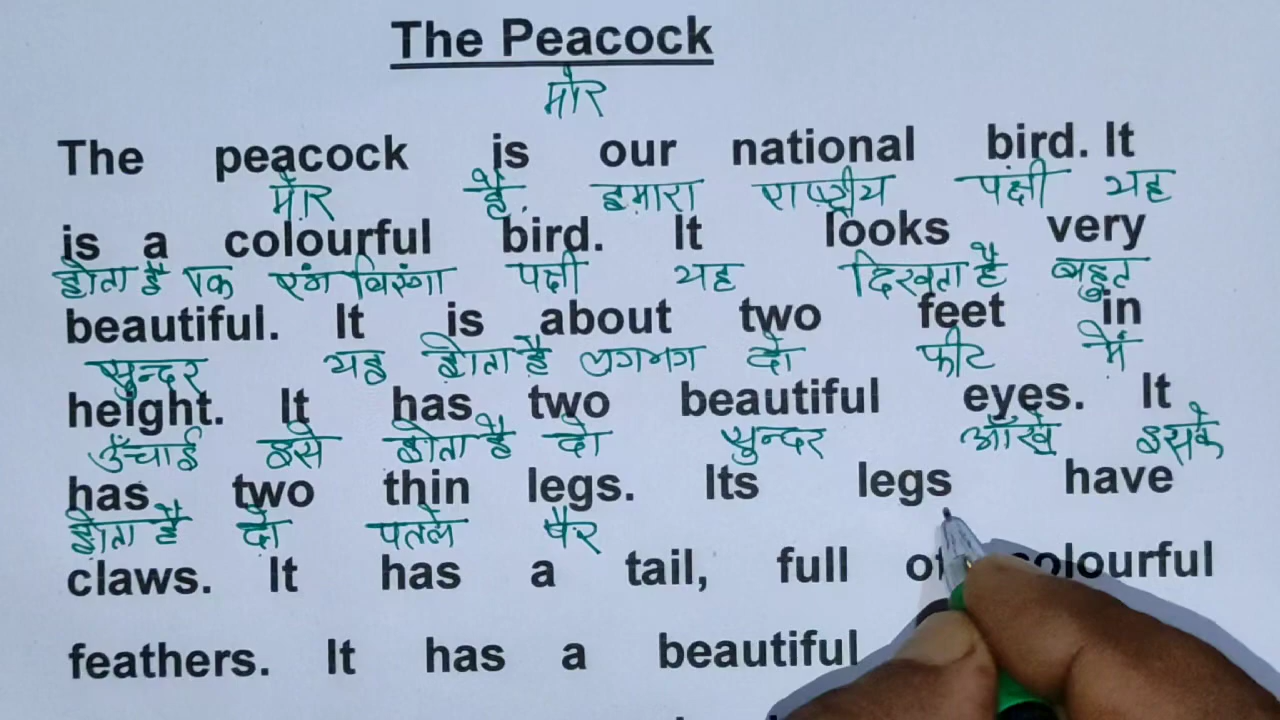 The Peacock
मोर
The peacock is our national bird. It
मोर है. हमारा राष्ट्रीय पक्षी यह
is a colourful bird. It looks very
होता है एक रंग बिरंगा पक्षी यह दिखता है बहुत
beautiful. It is about two feet in
सुन्दर यह होता है लगभग दो फीट में
height. It has two beautiful eyes. It
ऊँचाई इसे होता है दो सुन्दर आँखे इसके
has two thin legs. Its legs have
होता है दो पतले पैर
claws. It has a tail, full of colourful
feathers. It has a beautiful